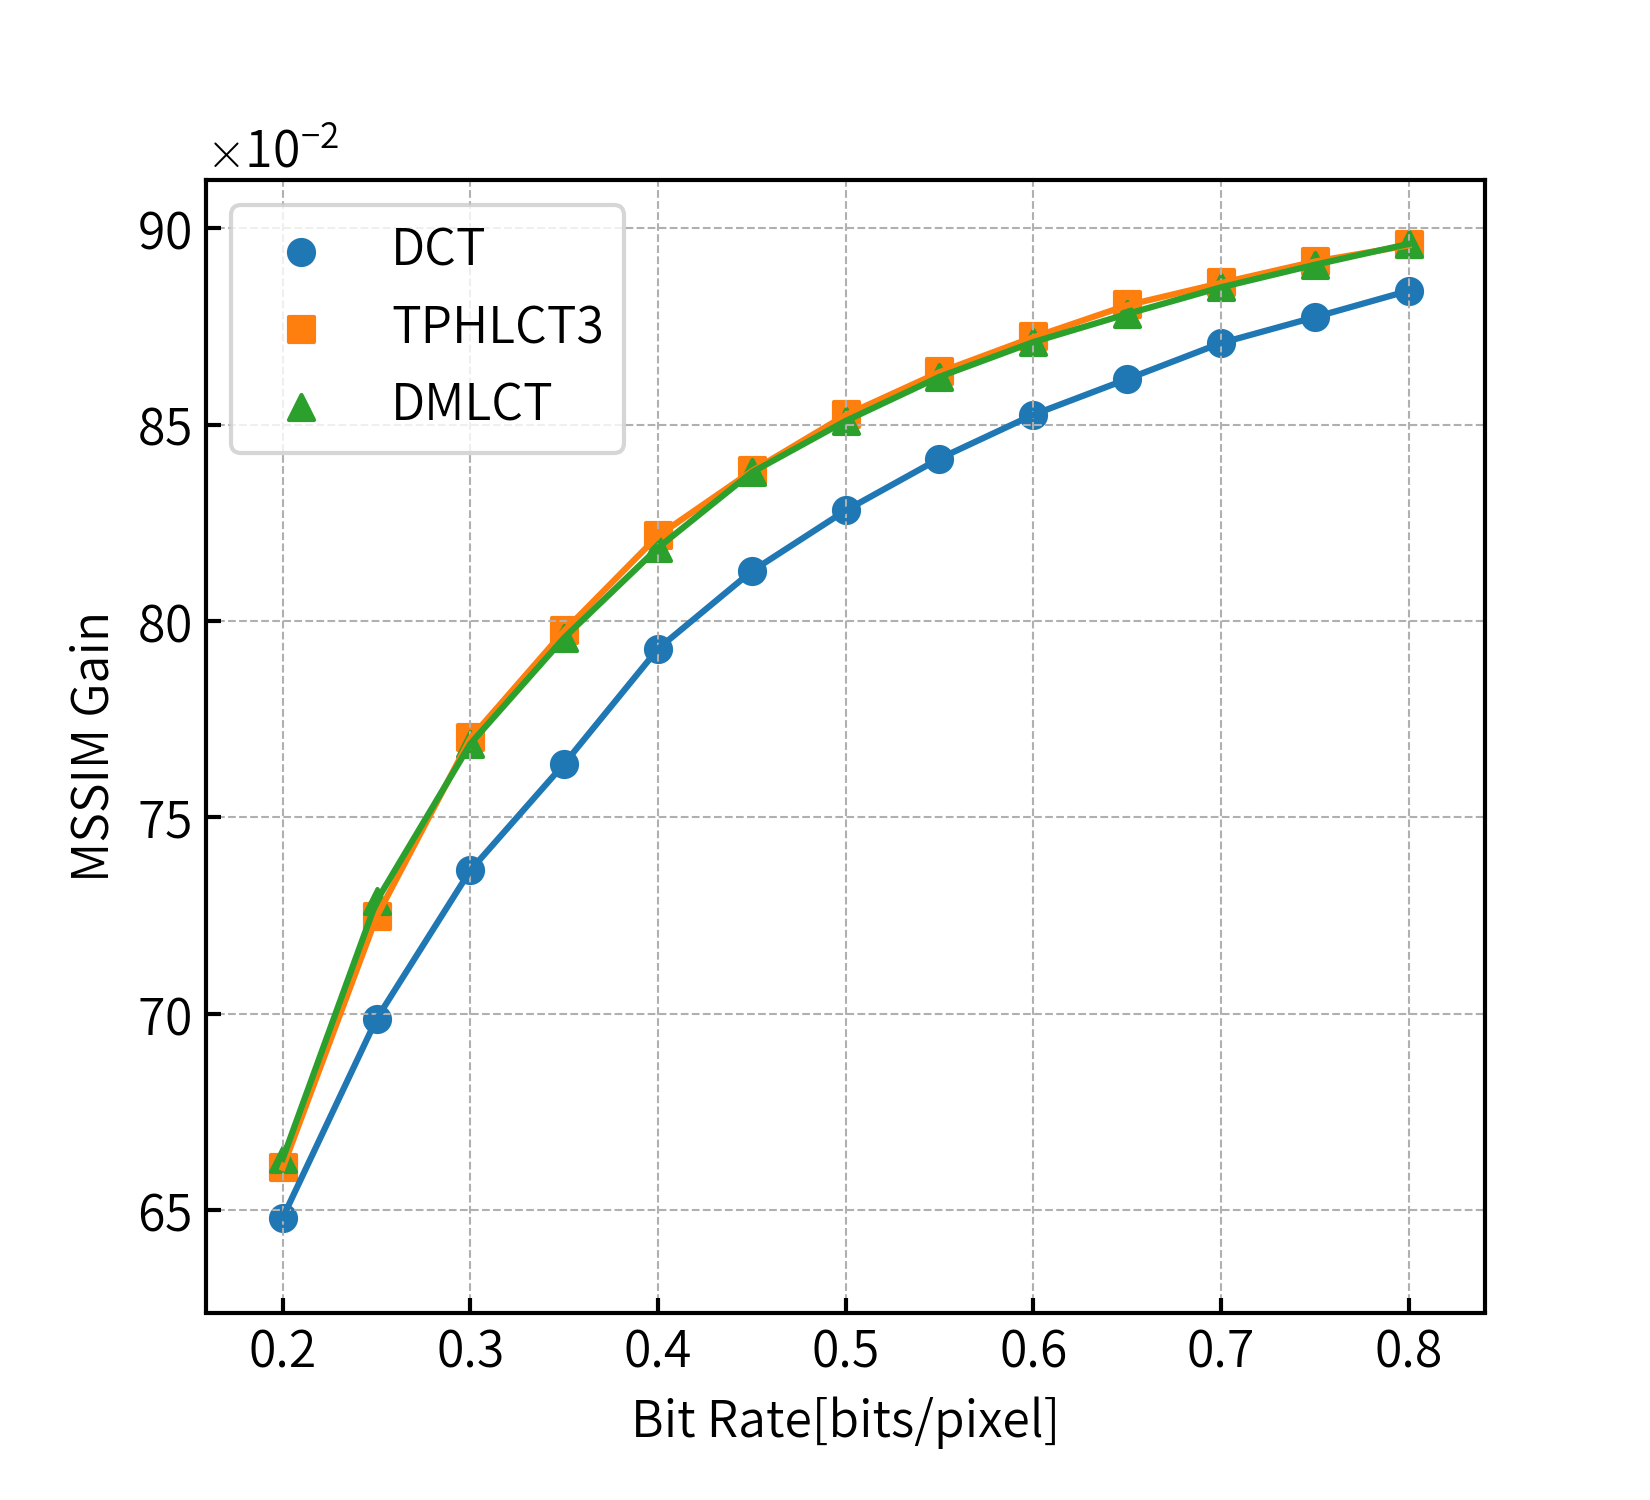 ×10⁻²
90
85
80
75
70
65
MSSIM Gain
DCT
TPHLCT3
DMLCT
0.2 0.3 0.4 0.5 0.6 0.7 0.8
Bit Rate[bits/pixel]